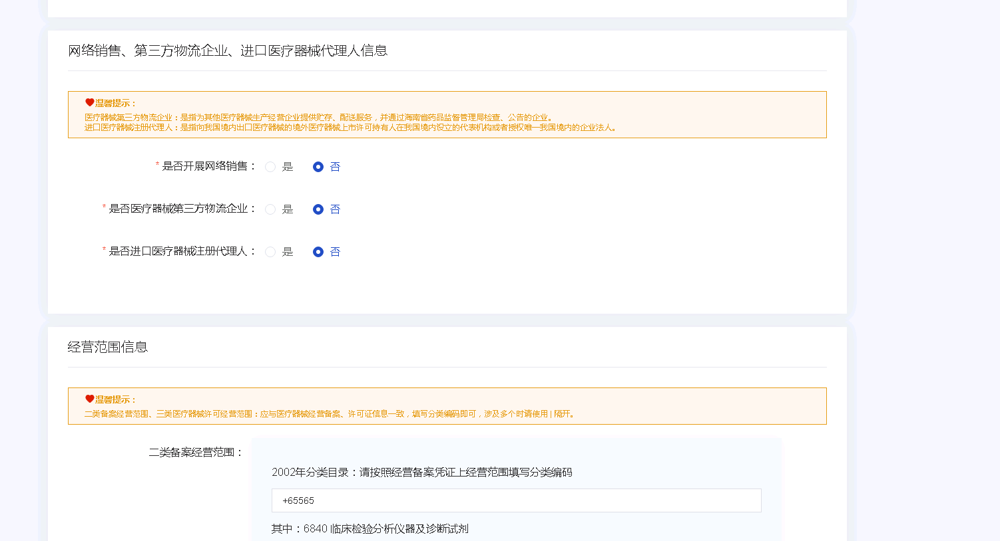 网络销售、第三方物流企业、进口医疗器械代理人信息
温馨提示：
医疗器械第三方物流企业：是指为其他医疗器械生产经营企业提供贮存、配送服务，并通过海南省药品监督管理局检查、公告的企业。
进口医疗器械注册代理人：是指向我国境内出口医疗器械的境外医疗器械上市许可持有人在我国境内设立的代表机构或者授权唯一我国境内的企业法人。
* 是否开展网络销售： 是 否
* 是否医疗器械第三方物流企业： 是 否
* 是否进口医疗器械注册代理人： 是 否
经营范围信息
温馨提示：
二类备案经营范围、三类医疗器械许可经营范围：应与医疗器械经营备案、许可证信息一致，填写分类编码即可，涉及多个时请使用 | 隔开。
二类备案经营范围：
2002年分类目录：请按照经营备案凭证上经营范围填写分类编码
+65565
其中：6840 临床检验分析仪器及诊断试剂